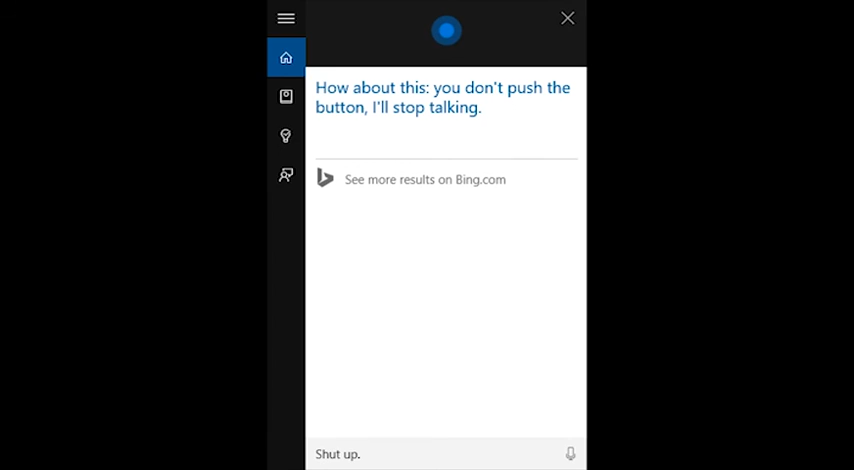 How about this: you don't push the
button, I'll stop talking.
See more results on Bing.com
Shut up.